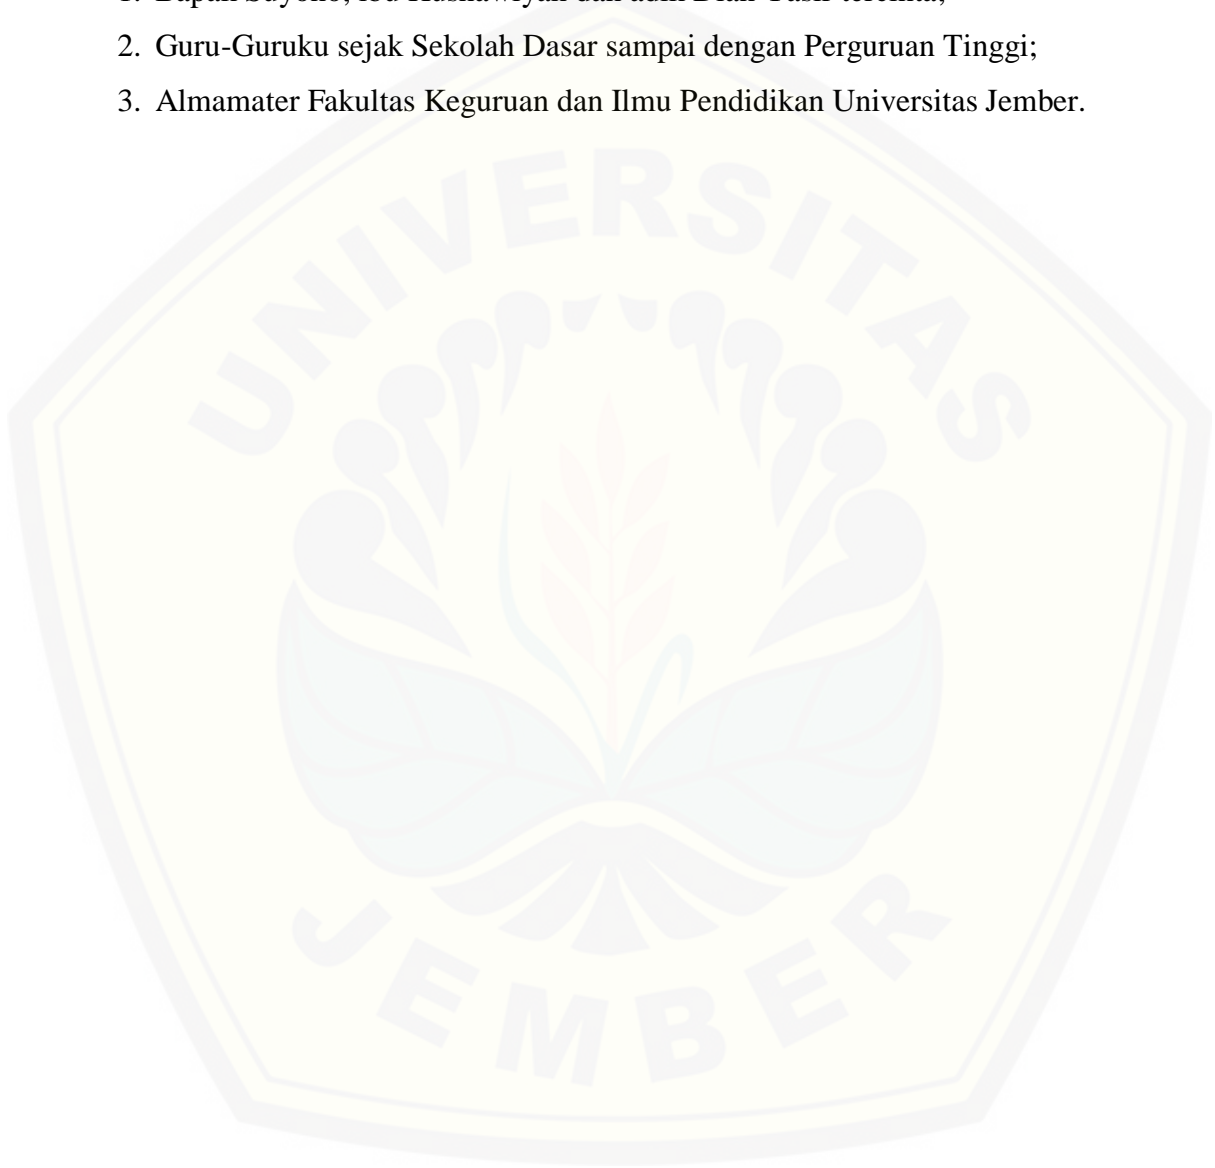 2. Guru-Guruku sejak Sekolah Dasar sampai dengan Perguruan Tinggi;
3. Almamater Fakultas Keguruan dan Ilmu Pendidikan Universitas Jember.
UNIVERSITAS
JEMBER